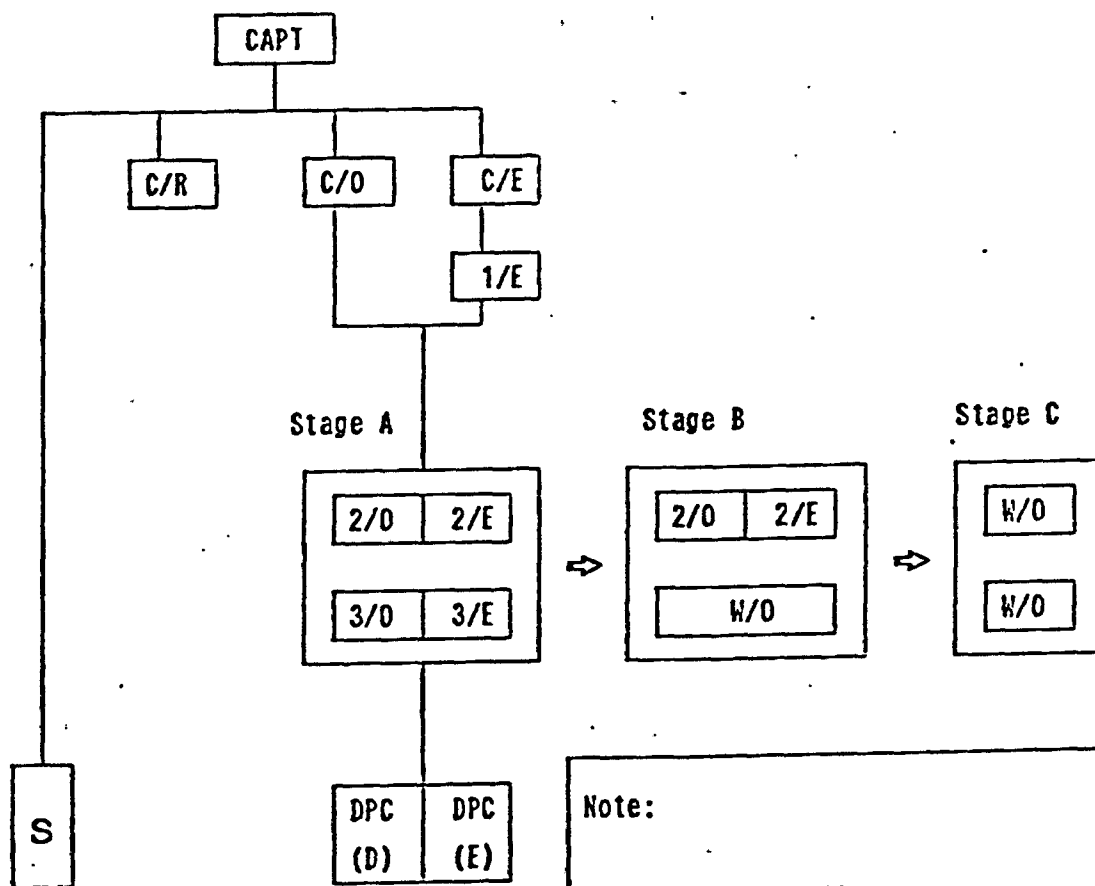 CAPT
C/R C/O C/E
1/E
Stage A Stage B Stage C
2/O 2/E 2/O 2/E W/O
3/O 3/E W/O W/O
DPC DPC Note:
(D) (E)
S